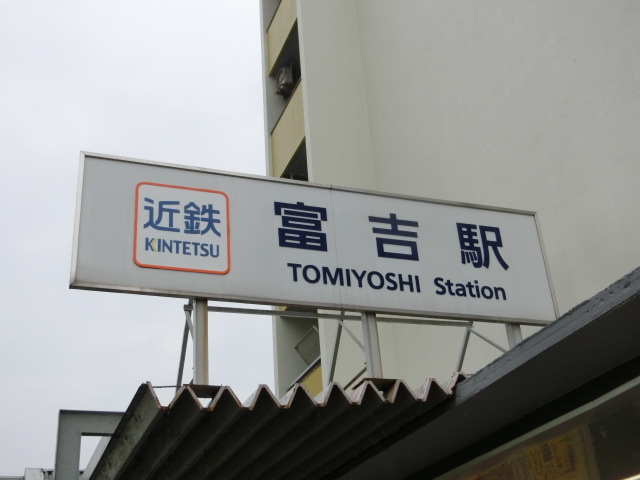 近鉄
KINTETSU
富吉駅
TOMIYOSHI Station